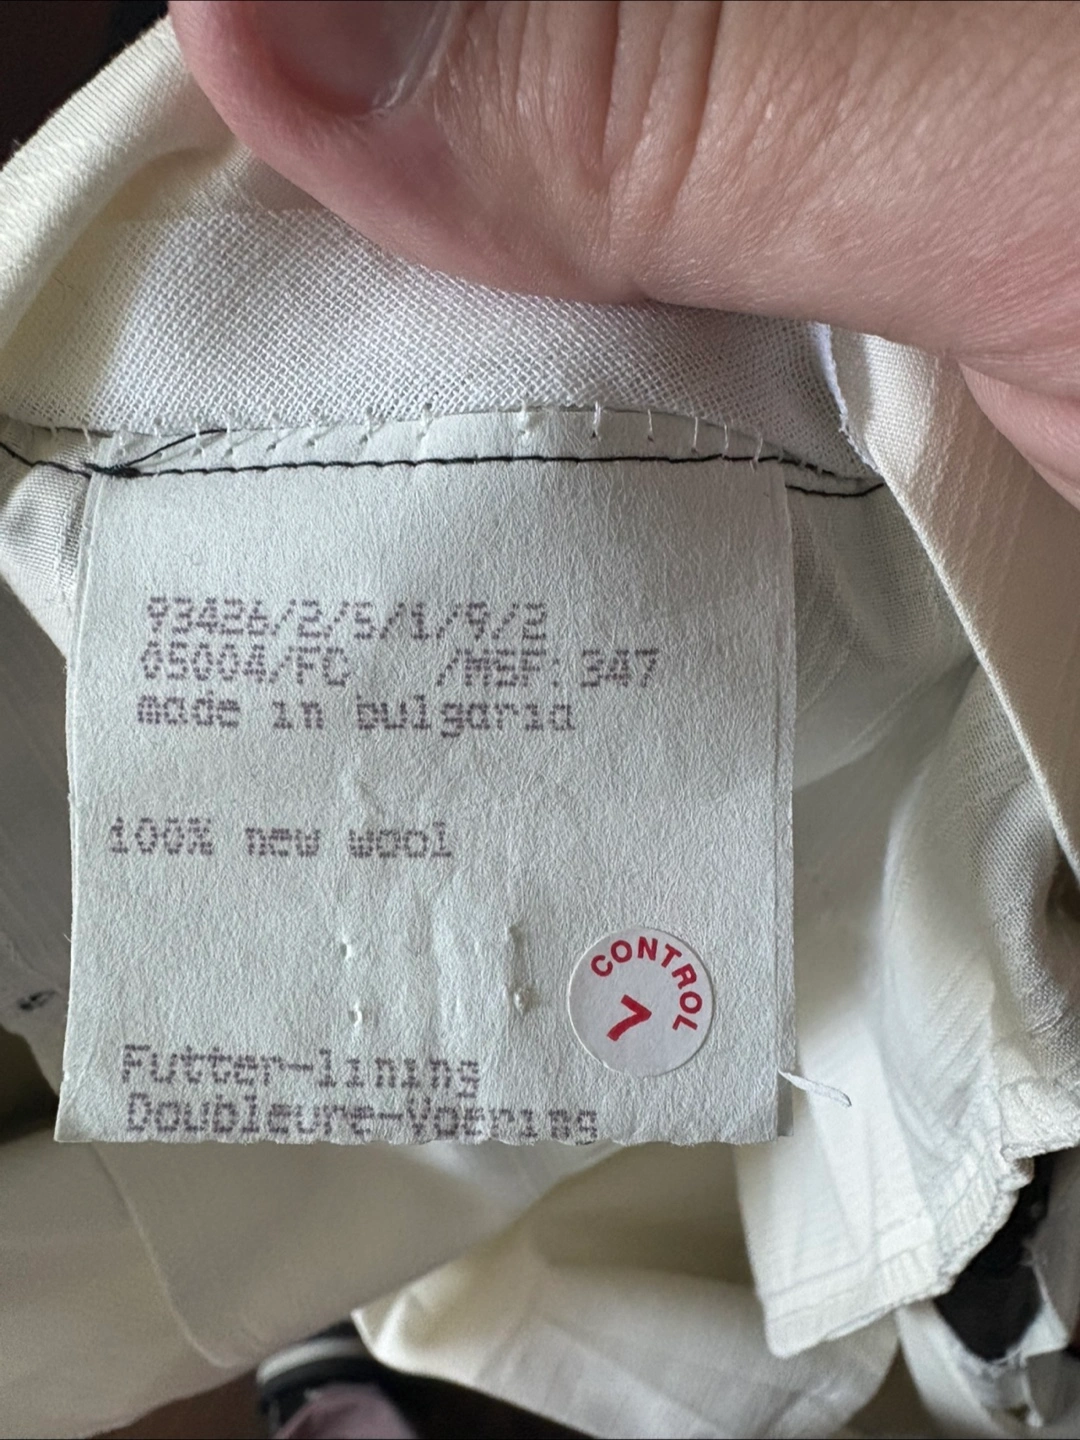 93426/2/5/1/9/2
05004/FC /MSF: 347
made in bulgaria
100% new wool
CONTROL
7
Futter-lining
Doubleure-Voering